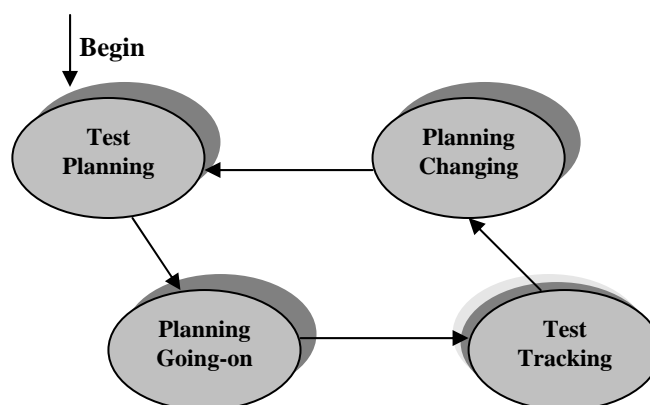 Begin
Test
Planning
Planning
Changing
Planning
Going-on
Test
Tracking